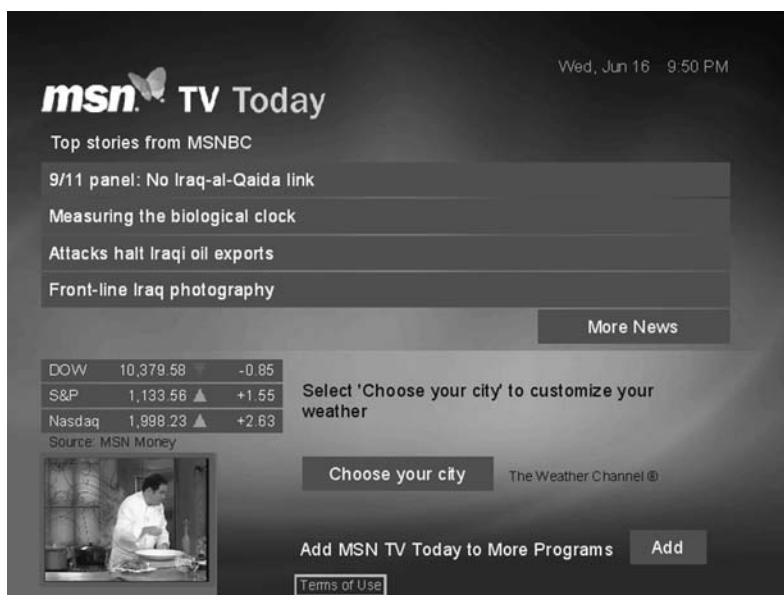 Wed, Jun 16 9:50 PM
msn TV Today
Top stories from MSNBC
9/11 panel: No Iraq-al-Qaida link
Measuring the biological clock
Attacks halt Iraqi oil exports
Front-line Iraq photography
More News
DOW 10,379.58 ▼ -0.85
S&P 1,133.56 ▲ +1.55
Nasdaq 1,998.23 ▲ +2.63
Source: MSN Money
Select 'Choose your city' to customize your
weather
Choose your city The Weather Channel ®
Add MSN TV Today to More Programs Add
Terms of Use